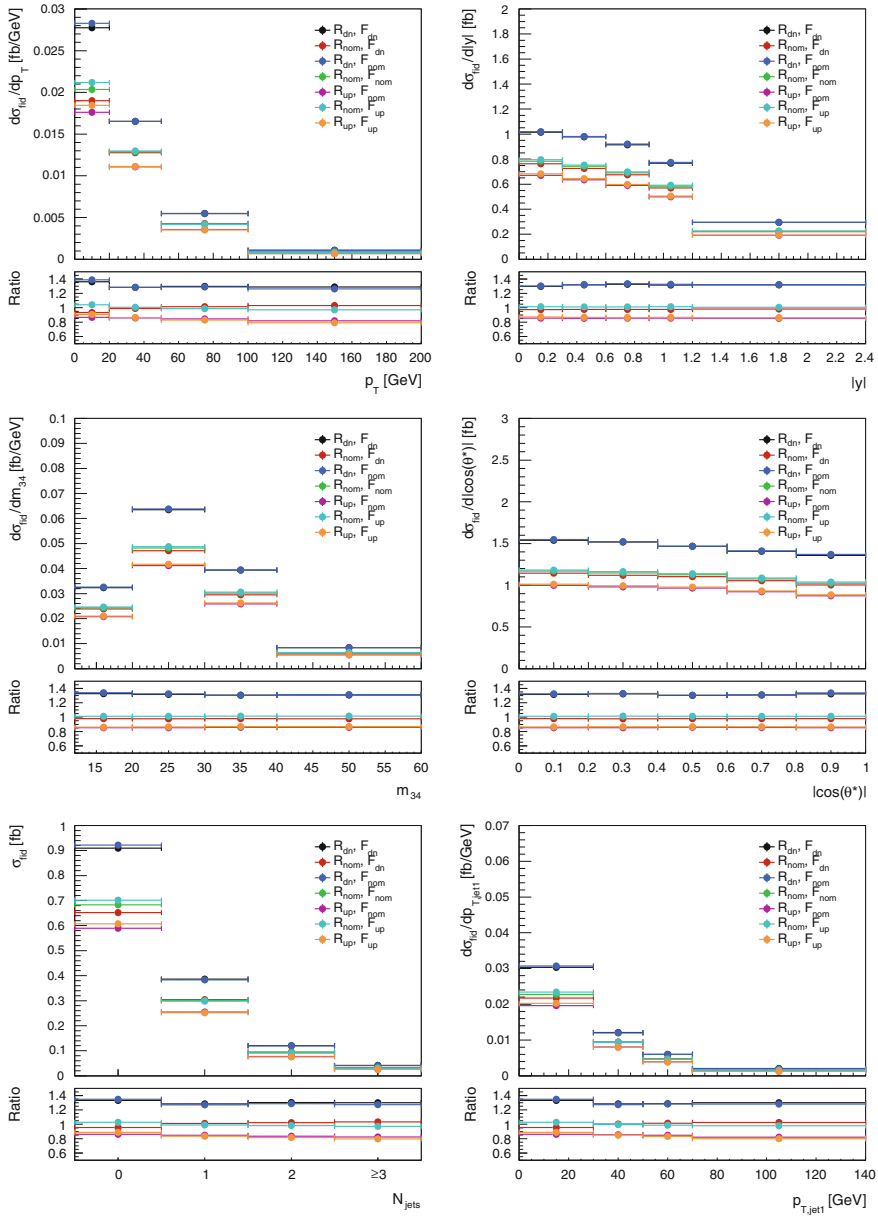 dσfid/dpT [fb/GeV]
0.03
0.025
0.02
0.015
0.01
0.005
0
Rdn, Fdn
Rnom, Fdn
Rdn, Fnom
Rnom, Fnom
Rup, Fnom
Rnom, Fup
Rup, Fup
Ratio
1.4
1.2
1
0.8
0.6
0 20 40 60 80 100 120 140 160 180 200
pT [GeV]
dσfid/d|y| [fb]
2
1.8
1.6
1.4
1.2
1
0.8
0.6
0.4
0.2
0
Rdn, Fdn
Rnom, Fdn
Rdn, Fnom
Rnom, Fnom
Rup, Fnom
Rnom, Fup
Rup, Fup
Ratio
1.4
1.2
1
0.8
0.6
0 0.2 0.4 0.6 0.8 1 1.2 1.4 1.6 1.8 2 2.2 2.4
|y|
dσfid/dm34 [fb/GeV]
0.1
0.09
0.08
0.07
0.06
0.05
0.04
0.03
0.02
0.01
0
Rdn, Fdn
Rnom, Fdn
Rdn, Fnom
Rnom, Fnom
Rup, Fnom
Rnom, Fup
Rup, Fup
Ratio
1.4
1.2
1
0.8
0.6
15 20 25 30 35 40 45 50 55 60
m34
dσfid/d|cos(θ*)| [fb]
3
2.5
2
1.5
1
0.5
0
Rdn, Fdn
Rnom, Fdn
Rdn, Fnom
Rnom, Fnom
Rup, Fnom
Rnom, Fup
Rup, Fup
Ratio
1.4
1.2
1
0.8
0.6
0 0.1 0.2 0.3 0.4 0.5 0.6 0.7 0.8 0.9 1
|cos(θ*)|
σfid [fb]
1
0.9
0.8
0.7
0.6
0.5
0.4
0.3
0.2
0.1
0
Rdn, Fdn
Rnom, Fdn
Rdn, Fnom
Rnom, Fnom
Rup, Fnom
Rnom, Fup
Rup, Fup
Ratio
1.4
1.2
1
0.8
0.6
0 1 2 ≥3
Njets
dσfid/dpT,jet1 [fb/GeV]
0.07
0.06
0.05
0.04
0.03
0.02
0.01
0
Rdn, Fdn
Rnom, Fdn
Rdn, Fnom
Rnom, Fnom
Rup, Fnom
Rnom, Fup
Rup, Fup
Ratio
1.4
1.2
1
0.8
0.6
0 20 40 60 80 100 120 140
pT,jet1 [GeV]